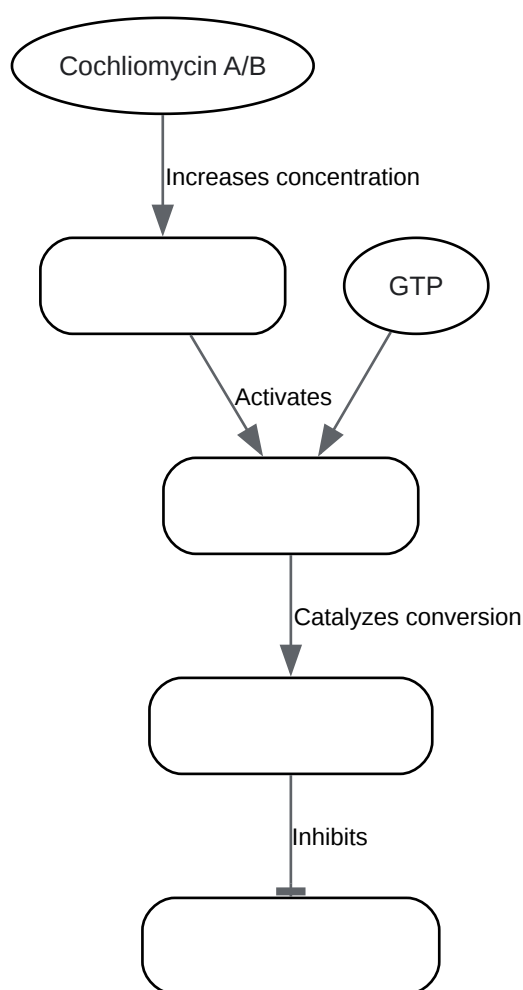 Cochliomycin A/B
Increases concentration
GTP
Activates
Catalyzes conversion
Inhibits